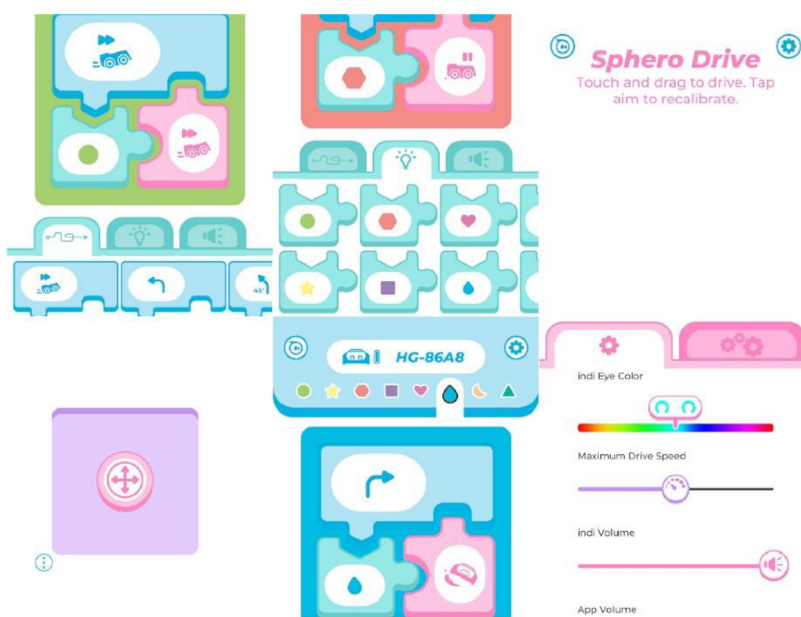 Sphero Drive
Touch and drag to drive. Tap
aim to recalibrate.
45°
HG-86A8
indi Eye Color
Maximum Drive Speed
indi Volume
App Volume